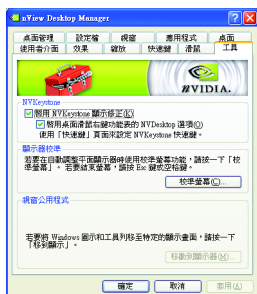 nView Desktop Manager
桌面管理 設定檔 視窗 應用程式 桌面
使用者介面 效果 縮放 快速鍵 滑鼠 工具
NVIDIA.
NVKeystone
啟用 NVKeystone 顯示修正(E)
啟用桌面滑鼠右鍵功能表的 NVDesktop 選項(O)
使用「快速鍵」頁面來設定 NVKeystone 快速鍵。
顯示器校準
若要在自動調整平面顯示器時使用校準螢幕功能，請按一下「校
準螢幕」。 若要結束螢幕，請按 Esc 鍵或空格鍵。
校準螢幕(C)...
視窗公用程式
若要將 Windows 圖示和工具列移至特定的顯示畫面，請按一下
「移到顯示」。
移動到顯示器(M)...
確定 取消 套用(A)